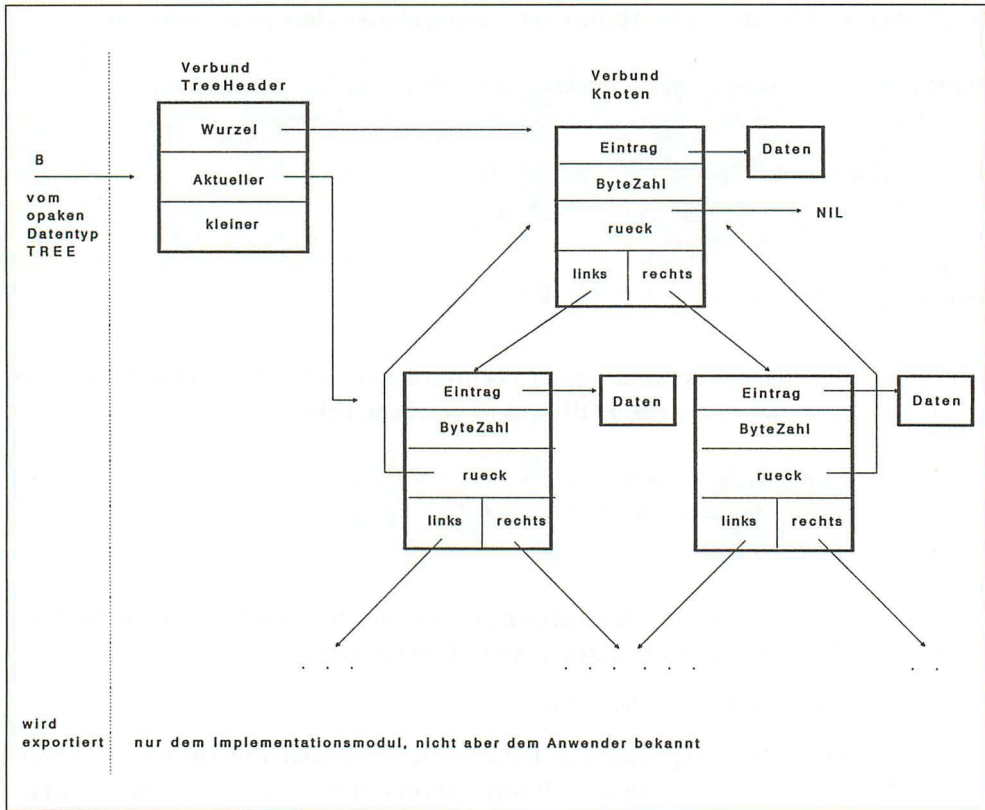 Verbund
TreeHeader
Wurzel
Aktueller
kleiner
B
vom
opaken
Datentyp
TREE
Verbund
Knoten
Eintrag
Daten
ByteZahl
NIL
rueck
links
rechts
Eintrag
Daten
ByteZahl
rueck
links
rechts
Eintrag
Daten
ByteZahl
rueck
links
rechts
. . .
. . . . . .
. .
wird
exportiert
nur dem Implementationsmodul, nicht aber dem Anwender bekannt